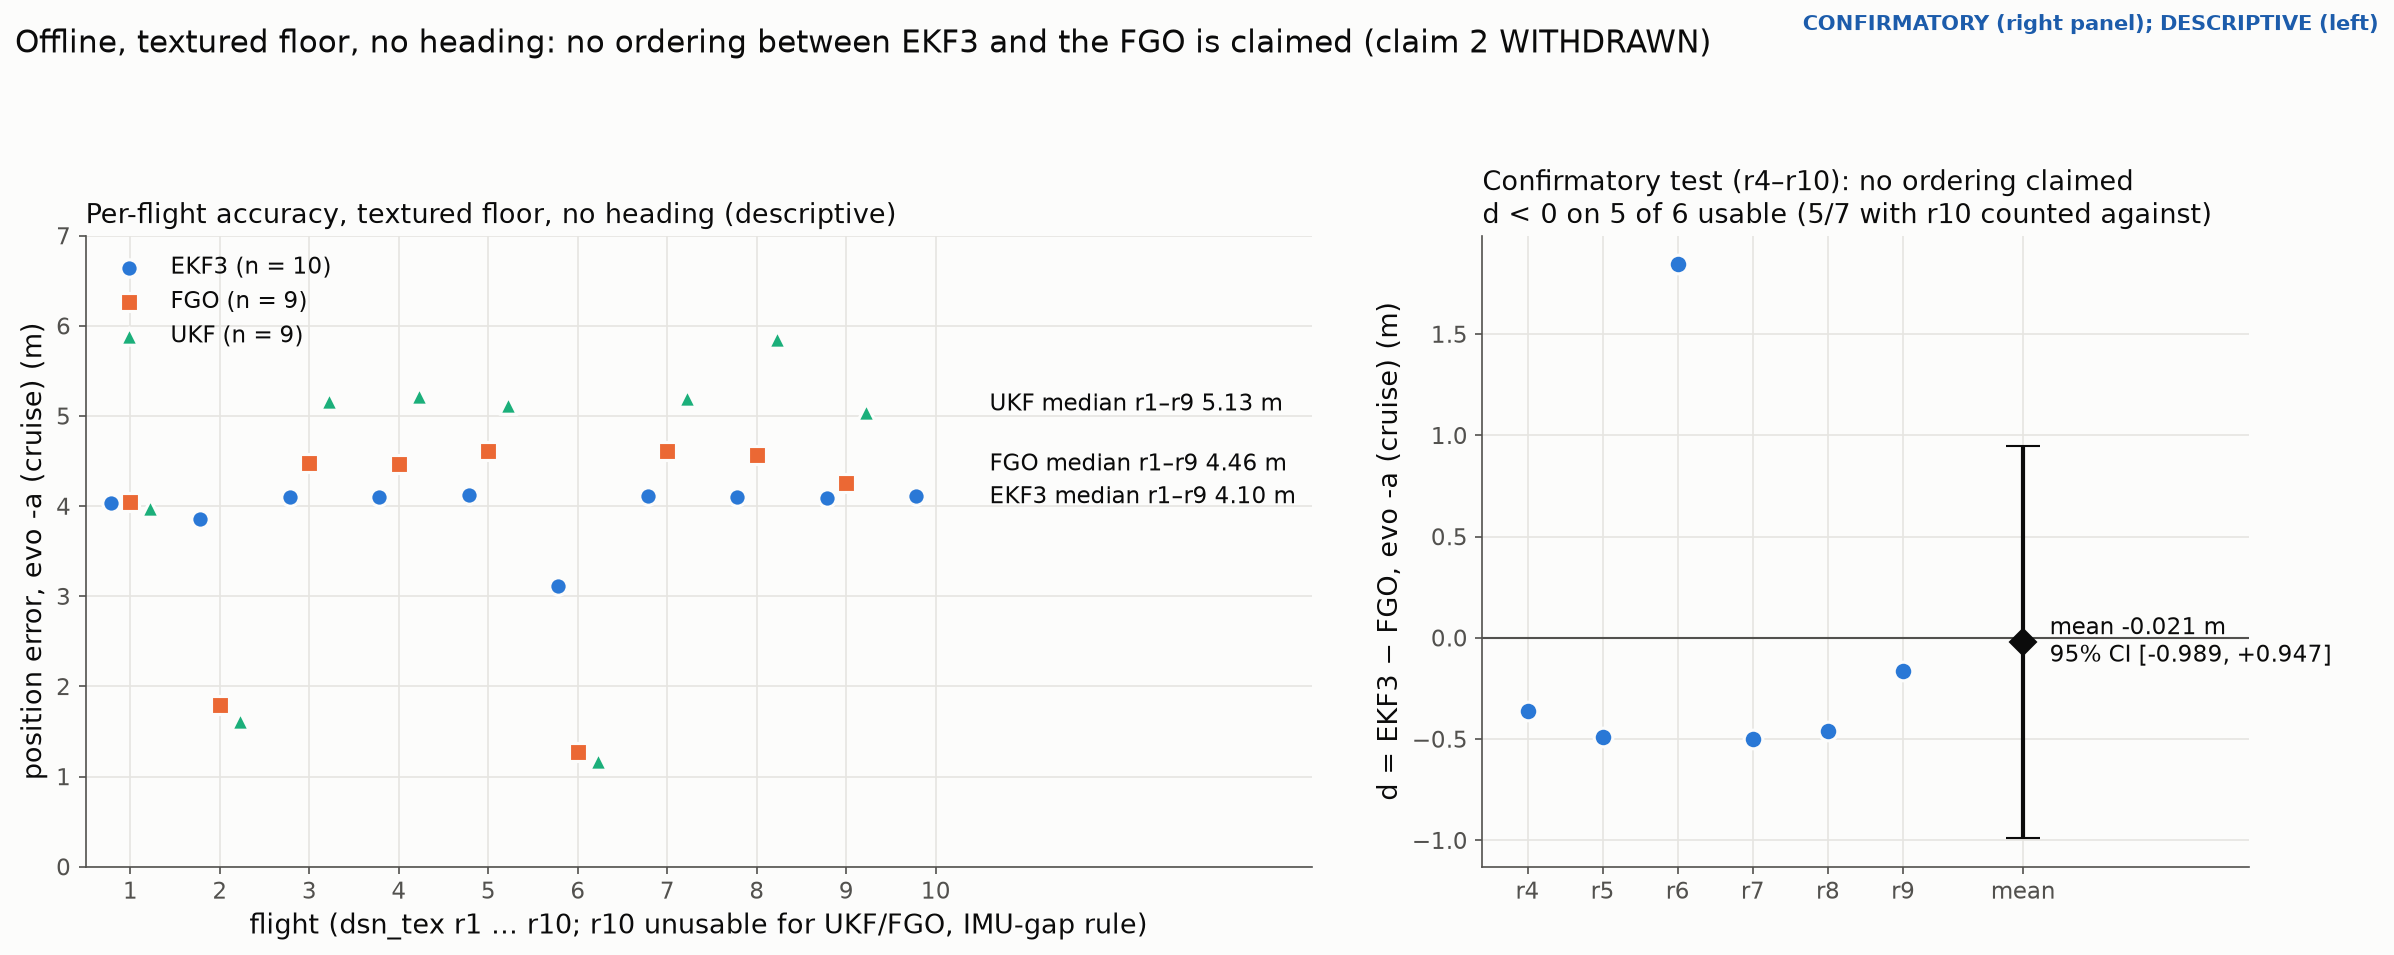 Offline, textured floor, no heading: no ordering between EKF3 and the FGO is claimed (claim 2 WITHDRAWN)
CONFIRMATORY (right panel); DESCRIPTIVE (left)
Per-flight accuracy, textured floor, no heading (descriptive)
position error, evo -a (cruise) (m)
7
6
5
4
3
2
1
0
EKF3 (n = 10)
FGO (n = 9)
UKF (n = 9)
UKF median r1–r9 5.13 m
FGO median r1–r9 4.46 m
EKF3 median r1–r9 4.10 m
1 2 3 4 5 6 7 8 9 10
flight (dsn_tex r1 ... r10; r10 unusable for UKF/FGO, IMU-gap rule)
Confirmatory test (r4–r10): no ordering claimed
d < 0 on 5 of 6 usable (5/7 with r10 counted against)
d = EKF3 − FGO, evo -a (cruise) (m)
1.5
1.0
0.5
0.0
−0.5
−1.0
mean -0.021 m
95% CI [-0.989, +0.947]
r4 r5 r6 r7 r8 r9 mean